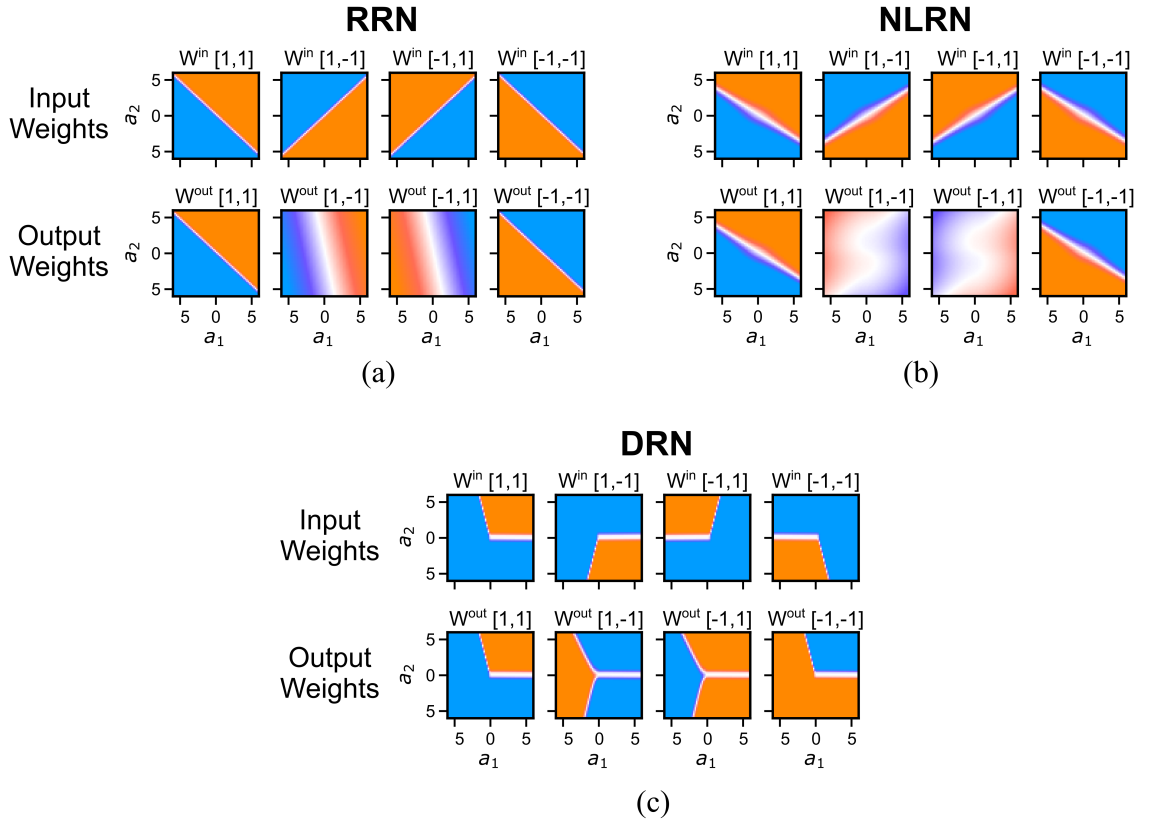 RRN
NLRN
W^in [1,1] W^in [1,-1] W^in [-1,1] W^in [-1,-1]
W^in [1,1] W^in [1,-1] W^in [-1,1] W^in [-1,-1]
Input
Weights
a₂
5
0
5
a₂
5
0
5
W^out [1,1] W^out [1,-1] W^out [-1,1] W^out [-1,-1]
W^out [1,1] W^out [1,-1] W^out [-1,1] W^out [-1,-1]
Output
Weights
a₂
5
0
5
a₂
5
0
5
5 0 5 5 0 5 5 0 5 5 0 5
5 0 5 5 0 5 5 0 5 5 0 5
a₁ a₁ a₁ a₁
a₁ a₁ a₁ a₁
(a)
(b)
DRN
W^in [1,1] W^in [1,-1] W^in [-1,1] W^in [-1,-1]
Input
Weights
a₂
5
0
5
W^out [1,1] W^out [1,-1] W^out [-1,1] W^out [-1,-1]
Output
Weights
a₂
5
0
5
5 0 5 5 0 5 5 0 5 5 0 5
a₁ a₁ a₁ a₁
(c)